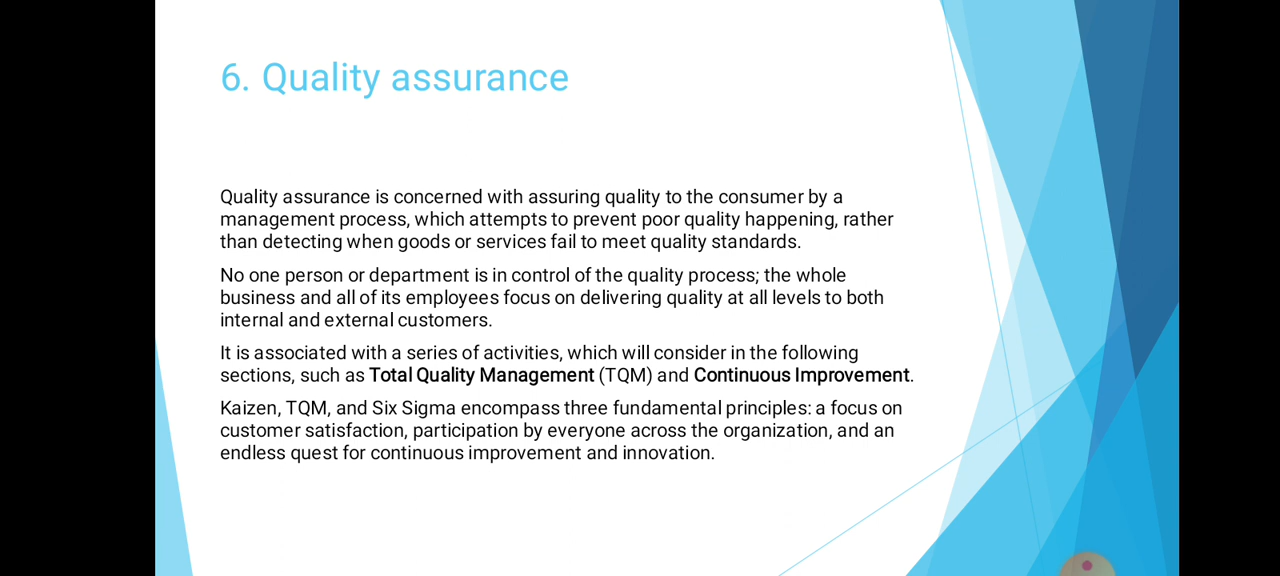 6. Quality assurance
Quality assurance is concerned with assuring quality to the consumer by a
management process, which attempts to prevent poor quality happening, rather
than detecting when goods or services fail to meet quality standards.
No one person or department is in control of the quality process; the whole
business and all of its employees focus on delivering quality at all levels to both
internal and external customers.
It is associated with a series of activities, which will consider in the following
sections, such as Total Quality Management (TQM) and Continuous Improvement.
Kaizen, TQM, and Six Sigma encompass three fundamental principles: a focus on
customer satisfaction, participation by everyone across the organization, and an
endless quest for continuous improvement and innovation.